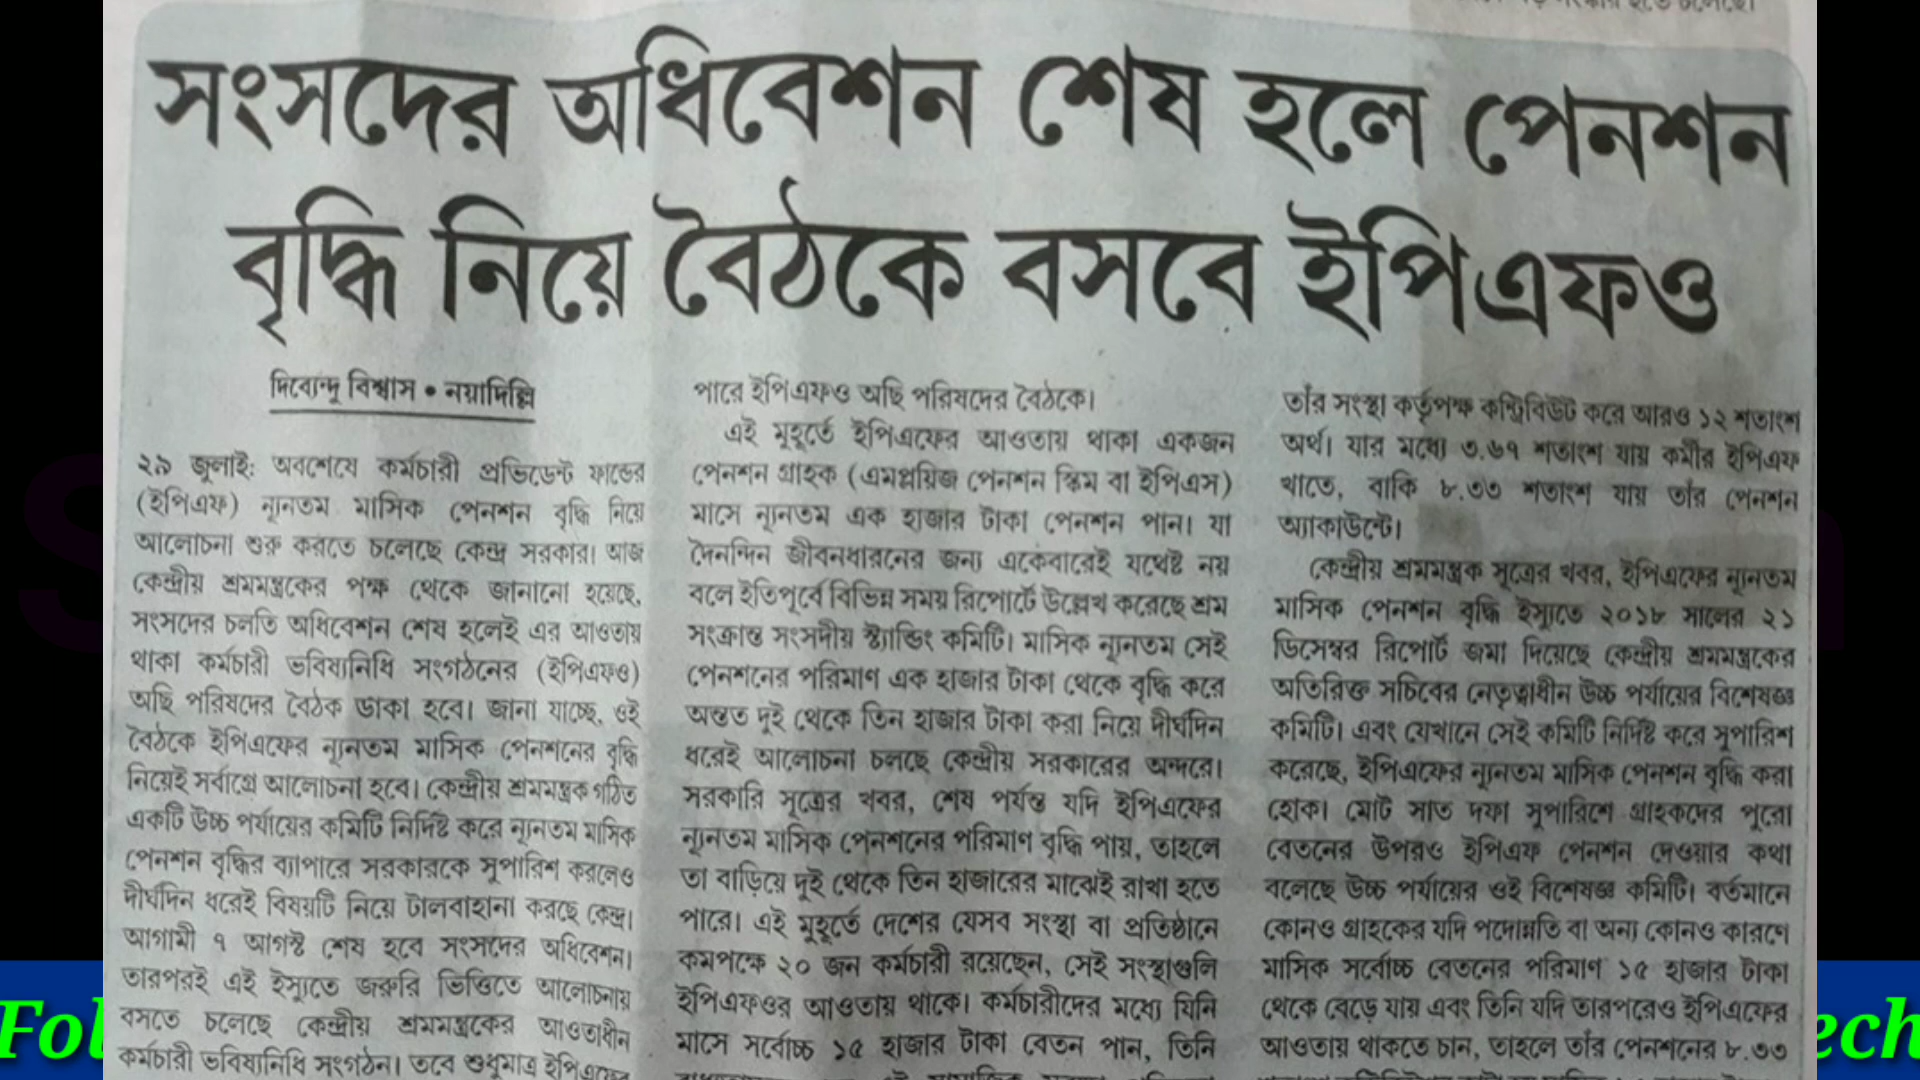 সংসদের অধিবেশন শেষ হলে পেনশন
বৃদ্ধি নিয়ে বৈঠকে বসবে ইপিএফও
দিব্যেন্দু বিশ্বাস • নয়াদিল্লি
২৯ জুলাই: অবশেষে কর্মচারী প্রভিডেন্ট ফান্ডের
(ইপিএফ) ন্যূনতম মাসিক পেনশন বৃদ্ধি নিয়ে
আলোচনা শুরু করতে চলেছে কেন্দ্র সরকার। আজ
কেন্দ্রীয় শ্রমমন্ত্রকের পক্ষ থেকে জানানো হয়েছে,
সংসদের চলতি অধিবেশন শেষ হলেই এর আওতায়
থাকা কর্মচারী ভবিষ্যনিধি সংগঠনের (ইপিএফও)
অছি পরিষদের বৈঠক ডাকা হবে। জানা যাচ্ছে, ওই
বৈঠকে ইপিএফের ন্যূনতম মাসিক পেনশনের বৃদ্ধি
নিয়েই সর্বাগ্রে আলোচনা হবে। কেন্দ্রীয় শ্রমমন্ত্রক গঠিত
একটি উচ্চ পর্যায়ের কমিটি নির্দিষ্ট করে ন্যূনতম মাসিক
পেনশন বৃদ্ধির ব্যাপারে সরকারকে সুপারিশ করলেও
দীর্ঘদিন ধরেই বিষয়টি নিয়ে টালবাহানা করছে কেন্দ্র।
আগামী ৭ আগস্ট শেষ হবে সংসদের অধিবেশন।
তারপরই এই ইস্যুতে জরুরি ভিত্তিতে আলোচনায়
বসতে চলেছে কেন্দ্রীয় শ্রমমন্ত্রকের আওতাধীন
কর্মচারী ভবিষ্যনিধি সংগঠন। তবে শুধুমাত্র ইপিএফের
পারে ইপিএফও অছি পরিষদের বৈঠকে।
এই মুহূর্তে ইপিএফের আওতায় থাকা একজন
পেনশন গ্রাহক (এমপ্লয়িজ পেনশন স্কিম বা ইপিএস)
মাসে ন্যূনতম এক হাজার টাকা পেনশন পান। যা
দৈনন্দিন জীবনধারনের জন্য একেবারেই যথেষ্ট নয়
বলে ইতিপূর্বে বিভিন্ন সময় রিপোর্টে উল্লেখ করেছে শ্রম
সংক্রান্ত সংসদীয় স্ট্যান্ডিং কমিটি। মাসিক ন্যূনতম সেই
পেনশনের পরিমাণ এক হাজার টাকা থেকে বৃদ্ধি করে
অন্তত দুই থেকে তিন হাজার টাকা করা নিয়ে দীর্ঘদিন
ধরেই আলোচনা চলছে কেন্দ্রীয় সরকারের অন্দরে।
সরকারি সূত্রের খবর, শেষ পর্যন্ত যদি ইপিএফের
ন্যূনতম মাসিক পেনশনের পরিমাণ বৃদ্ধি পায়, তাহলে
তা বাড়িয়ে দুই থেকে তিন হাজারের মাঝেই রাখা হতে
পারে। এই মুহূর্তে দেশের যেসব সংস্থা বা প্রতিষ্ঠানে
কমপক্ষে ২০ জন কর্মচারী রয়েছেন, সেই সংস্থাগুলি
ইপিএফওর আওতায় থাকে। কর্মচারীদের মধ্যে যিনি
মাসে সর্বোচ্চ ১৫ হাজার টাকা বেতন পান, তিনি
তাঁর সংস্থা কর্তৃপক্ষ কন্ট্রিবিউট করে আরও ১২ শতাংশ
অর্থ। যার মধ্যে ৩.৬৭ শতাংশ যায় কর্মীর ইপিএফ
খাতে, বাকি ৮.৩৩ শতাংশ যায় তাঁর পেনশন
অ্যাকাউন্টে।
কেন্দ্রীয় শ্রমমন্ত্রক সূত্রের খবর, ইপিএফের ন্যূনতম
মাসিক পেনশন বৃদ্ধি ইস্যুতে ২০১৮ সালের ২১
ডিসেম্বর রিপোর্ট জমা দিয়েছে কেন্দ্রীয় শ্রমমন্ত্রকের
অতিরিক্ত সচিবের নেতৃত্বাধীন উচ্চ পর্যায়ের বিশেষজ্ঞ
কমিটি। এবং যেখানে সেই কমিটি নির্দিষ্ট করে সুপারিশ
করেছে, ইপিএফের ন্যূনতম মাসিক পেনশন বৃদ্ধি করা
হোক। মোট সাত দফা সুপারিশে গ্রাহকদের পুরো
বেতনের উপরও ইপিএফ পেনশন দেওয়ার কথা
বলেছে উচ্চ পর্যায়ের ওই বিশেষজ্ঞ কমিটি। বর্তমানে
কোনও গ্রাহকের যদি পদোন্নতি বা অন্য কোনও কারণে
মাসিক সর্বোচ্চ বেতনের পরিমাণ ১৫ হাজার টাকা
থেকে বেড়ে যায় এবং তিনি যদি তারপরেও ইপিএফের
আওতায় থাকতে চান, তাহলে তাঁর পেনশনের ৮.৩৩